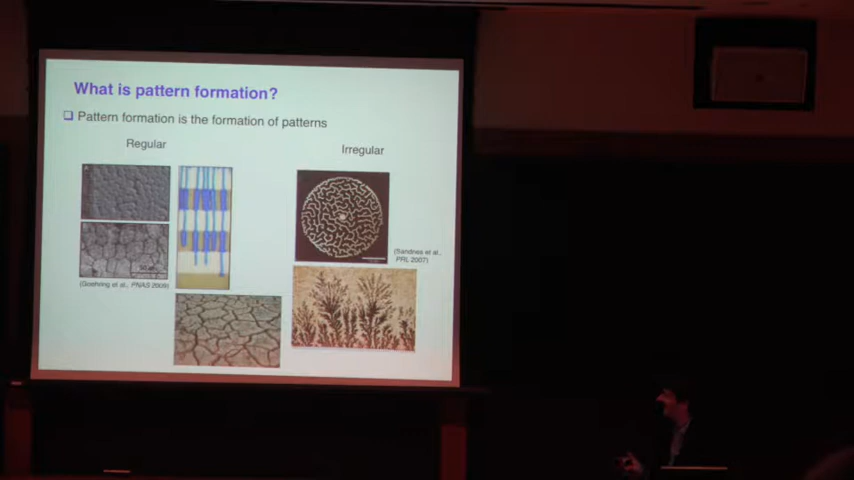 What is pattern formation?
Pattern formation is the formation of patterns
Regular
Irregular
(Sandnes et al.,
PRL 2007)
(Goehring et al., PNAS 2009)